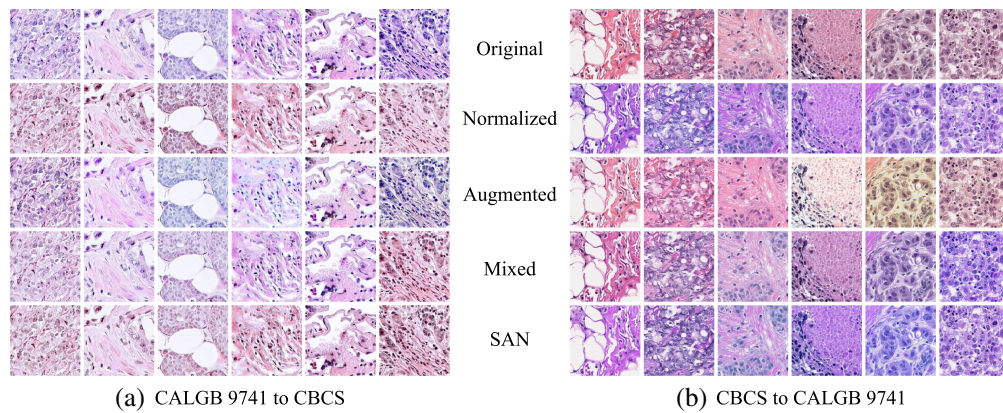 Original
Normalized
Augmented
Mixed
SAN
(a) CALGB 9741 to CBCS
(b) CBCS to CALGB 9741